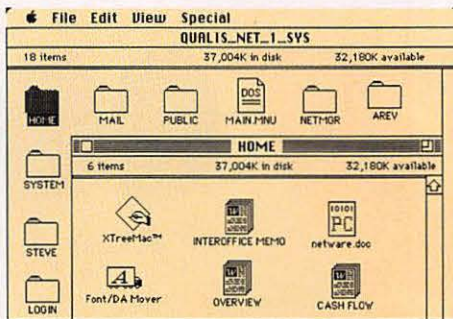 File Edit View Special
QUALIS_NET_1_SYS
18 items 37,004K in disk 32,180K available
HOME MAIL PUBLIC DOS MAIN.MNU NETMGR AREV
HOME
6 items 37,004K in disk 32,180K available
SYSTEM
STEVE
LOGIN
XTreeMac™ INTEROFFICE MEMO 10101 PC netware.doc
Font/DA Mover OVERVIEW CASH FLOW